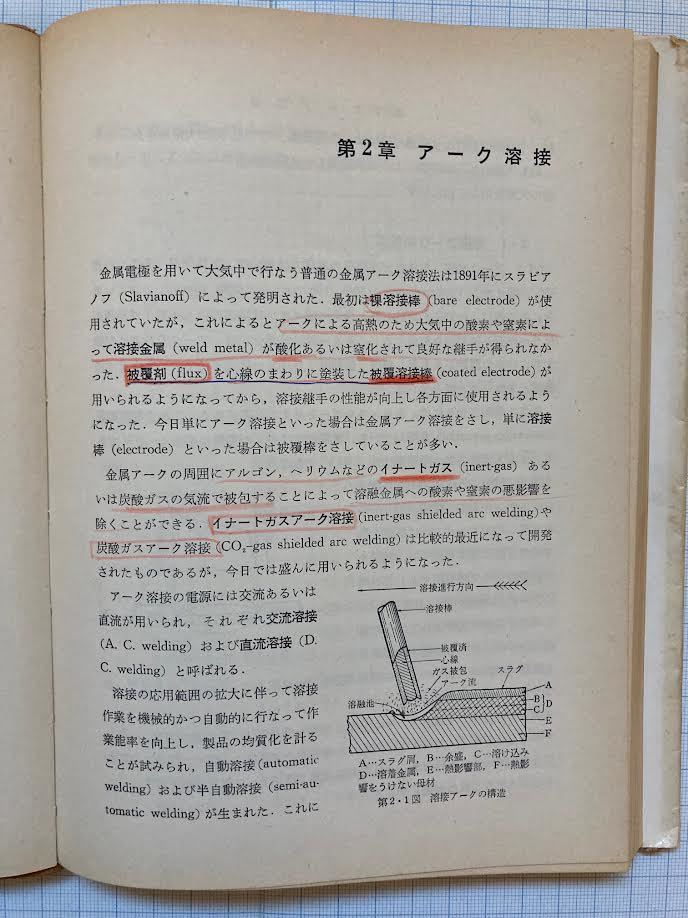 第2章 アーク溶接
金属電極を用いて大気中で行なう普通の金属アーク溶接法は1891年にスラビア
ノフ (Slavianoff) によって発明された．最初は裸溶接棒 (bare electrode) が使
用されていたが，これによるとアークによる高熱のため大気中の酸素や窒素によ
って溶接金属 (weld metal) が酸化あるいは窒化されて良好な継手が得られなか
った．被覆剤 (flux) を心線のまわりに塗装した被覆溶接棒 (coated electrode) が
用いられるようになってから，溶接継手の性能が向上し各方面に使用されるよう
になった．今日単にアーク溶接といった場合は金属アーク溶接をさし，単に溶接
棒 (electrode) といった場合は被覆棒をさしていることが多い．
金属アークの周囲にアルゴン，ヘリウムなどのイナートガス (inert-gas) ある
いは炭酸ガスの気流で被包することによって溶融金属への酸素や窒素の悪影響を
除くことができる．イナートガスアーク溶接 (inert-gas shielded arc welding) や
炭酸ガスアーク溶接 (CO₂-gas shielded arc welding) は比較的最近になって開発
されたものであるが，今日では盛んに用いられるようになった．
アーク溶接の電源には交流あるいは
直流が用いられ，それぞれ交流溶接
(A. C. welding) および直流溶接 (D.
C. welding) と呼ばれる．
溶接の応用範囲の拡大に伴って溶接
作業を機械的かつ自動的に行なって作
業能率を向上し，製品の均質化を計る
ことが試みられ，自動溶接 (automatic
welding) および半自動溶接 (semi-au-
tomatic welding) が生まれた．これに
溶接進行方向
溶接棒
被覆済
心線
ガス被包
アーク流
スラグ
溶融池
A
B
C
D
E
F
A…スラグ屑，B…余盛，C…溶け込み
D…溶着金属，E…熱影響部，F…熱影
響をうけない母材
第2・1図 溶接アークの構造